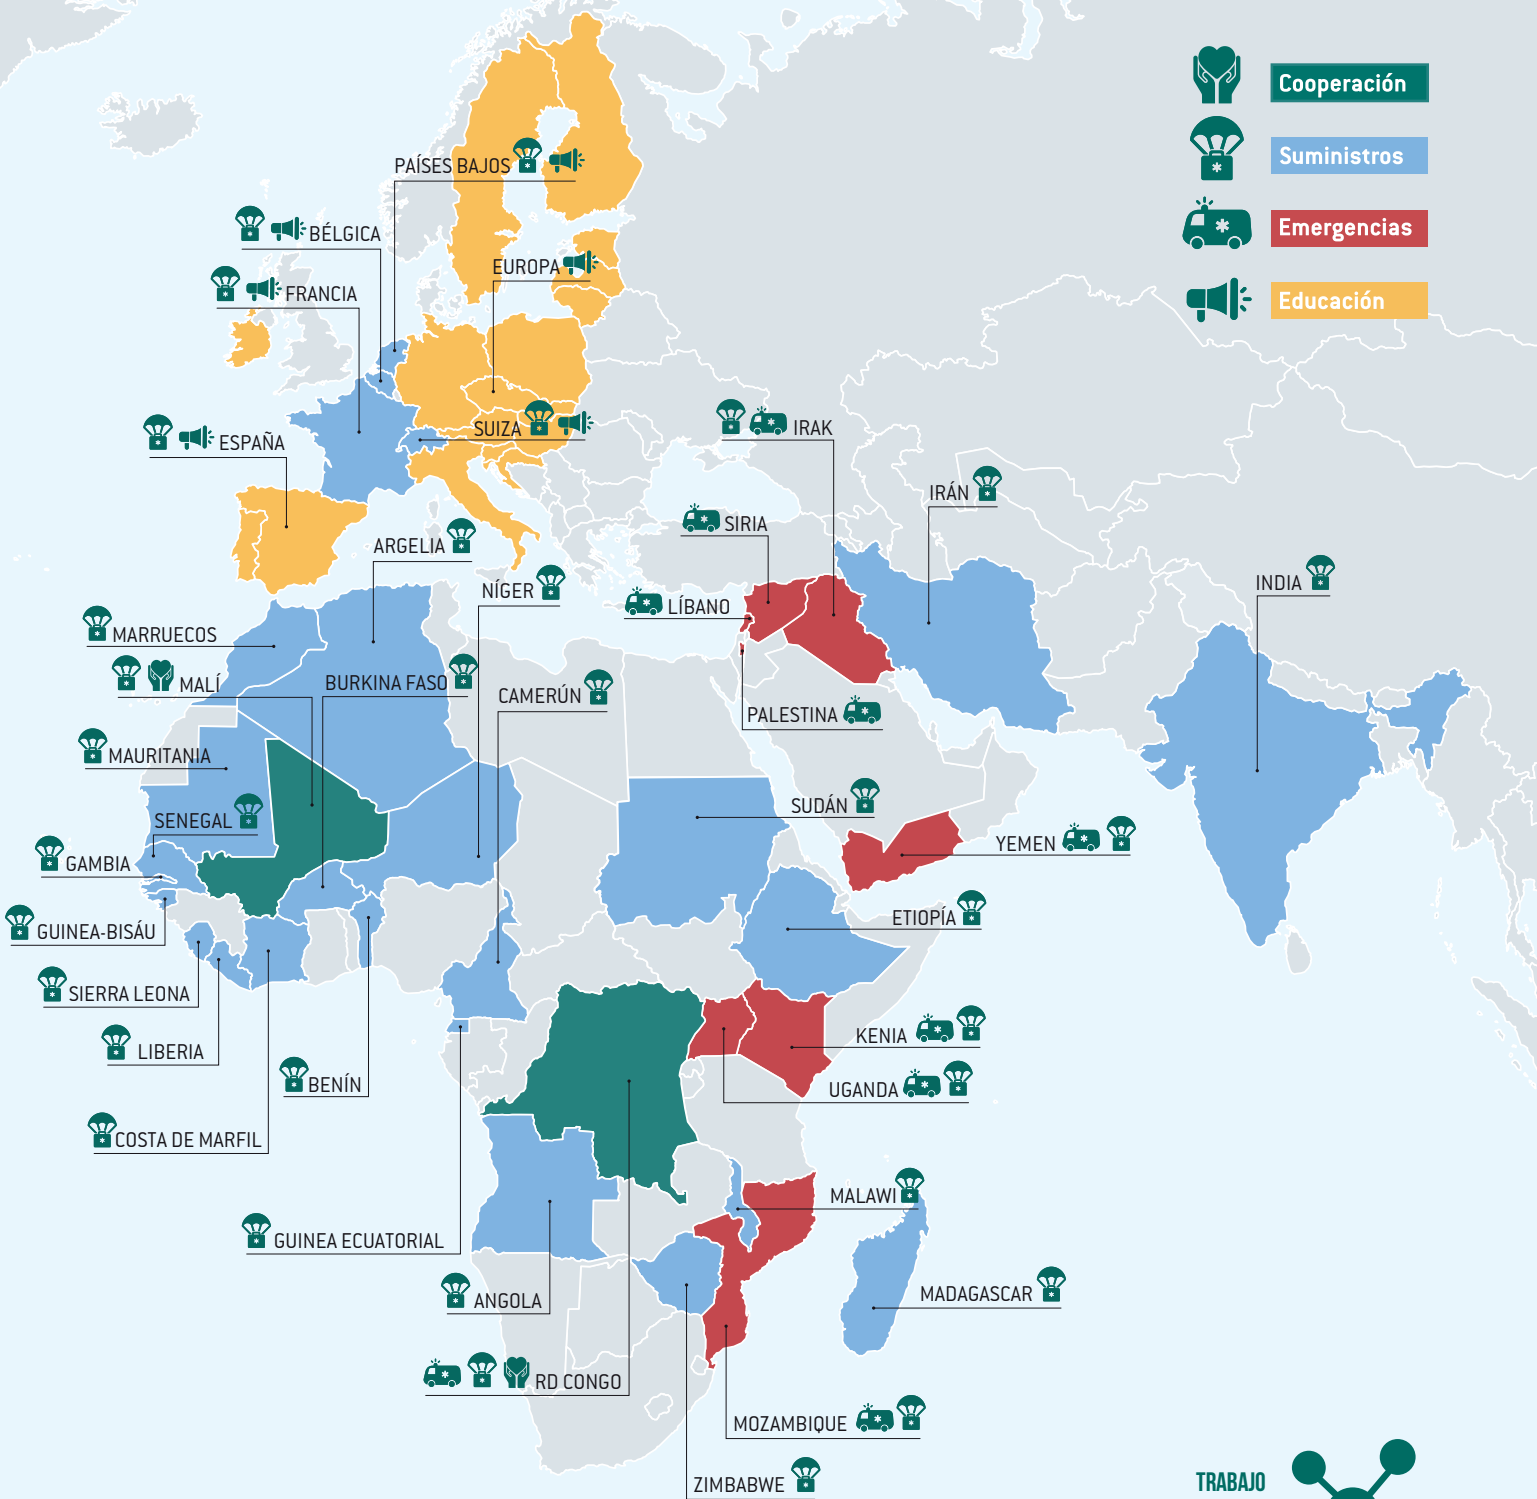 Cooperación
Suministros
Emergencias
Educación
PAÍSES BAJOS
BÉLGICA
EUROPA
FRANCIA
SUIZA
ESPAÑA
IRAK
IRÁN
SIRIA
ARGELIA
NÍGER
INDIA
LÍBANO
MARRUECOS
MALÍ
BURKINA FASO
CAMERÚN
PALESTINA
MAURITANIA
SUDÁN
SENEGAL
YEMEN
GAMBIA
ETIOPÍA
GUINEA-BISÁU
SIERRA LEONA
KENIA
LIBERIA
BENÍN
UGANDA
COSTA DE MARFIL
MALAWI
GUINEA ECUATORIAL
ANGOLA
MADAGASCAR
RD CONGO
MOZAMBIQUE
ZIMBABWE
TRABAJO